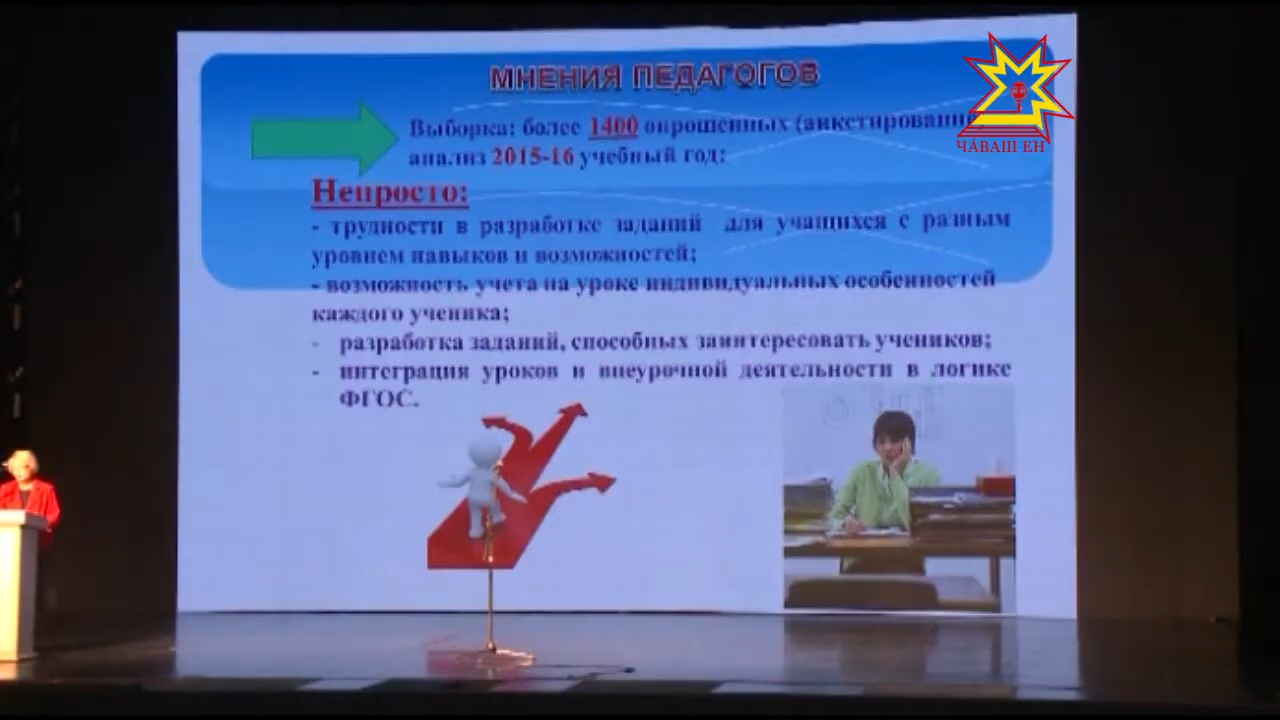 МНЕНИЯ ПЕДАГОГОВ
Выборка: более 1400 опрошенных (анкетирование)
анализ 2015-16 учебный год:
Непросто:
- трудности в разработке заданий для учащихся с разным
уровнем навыков и возможностей;
- возможность учета на уроке индивидуальных особенностей
каждого ученика;
- разработка заданий, способных заинтересовать учеников;
- интеграция уроков и внеурочной деятельности в логике
ФГОС.
ЧӐВАШ ЕН